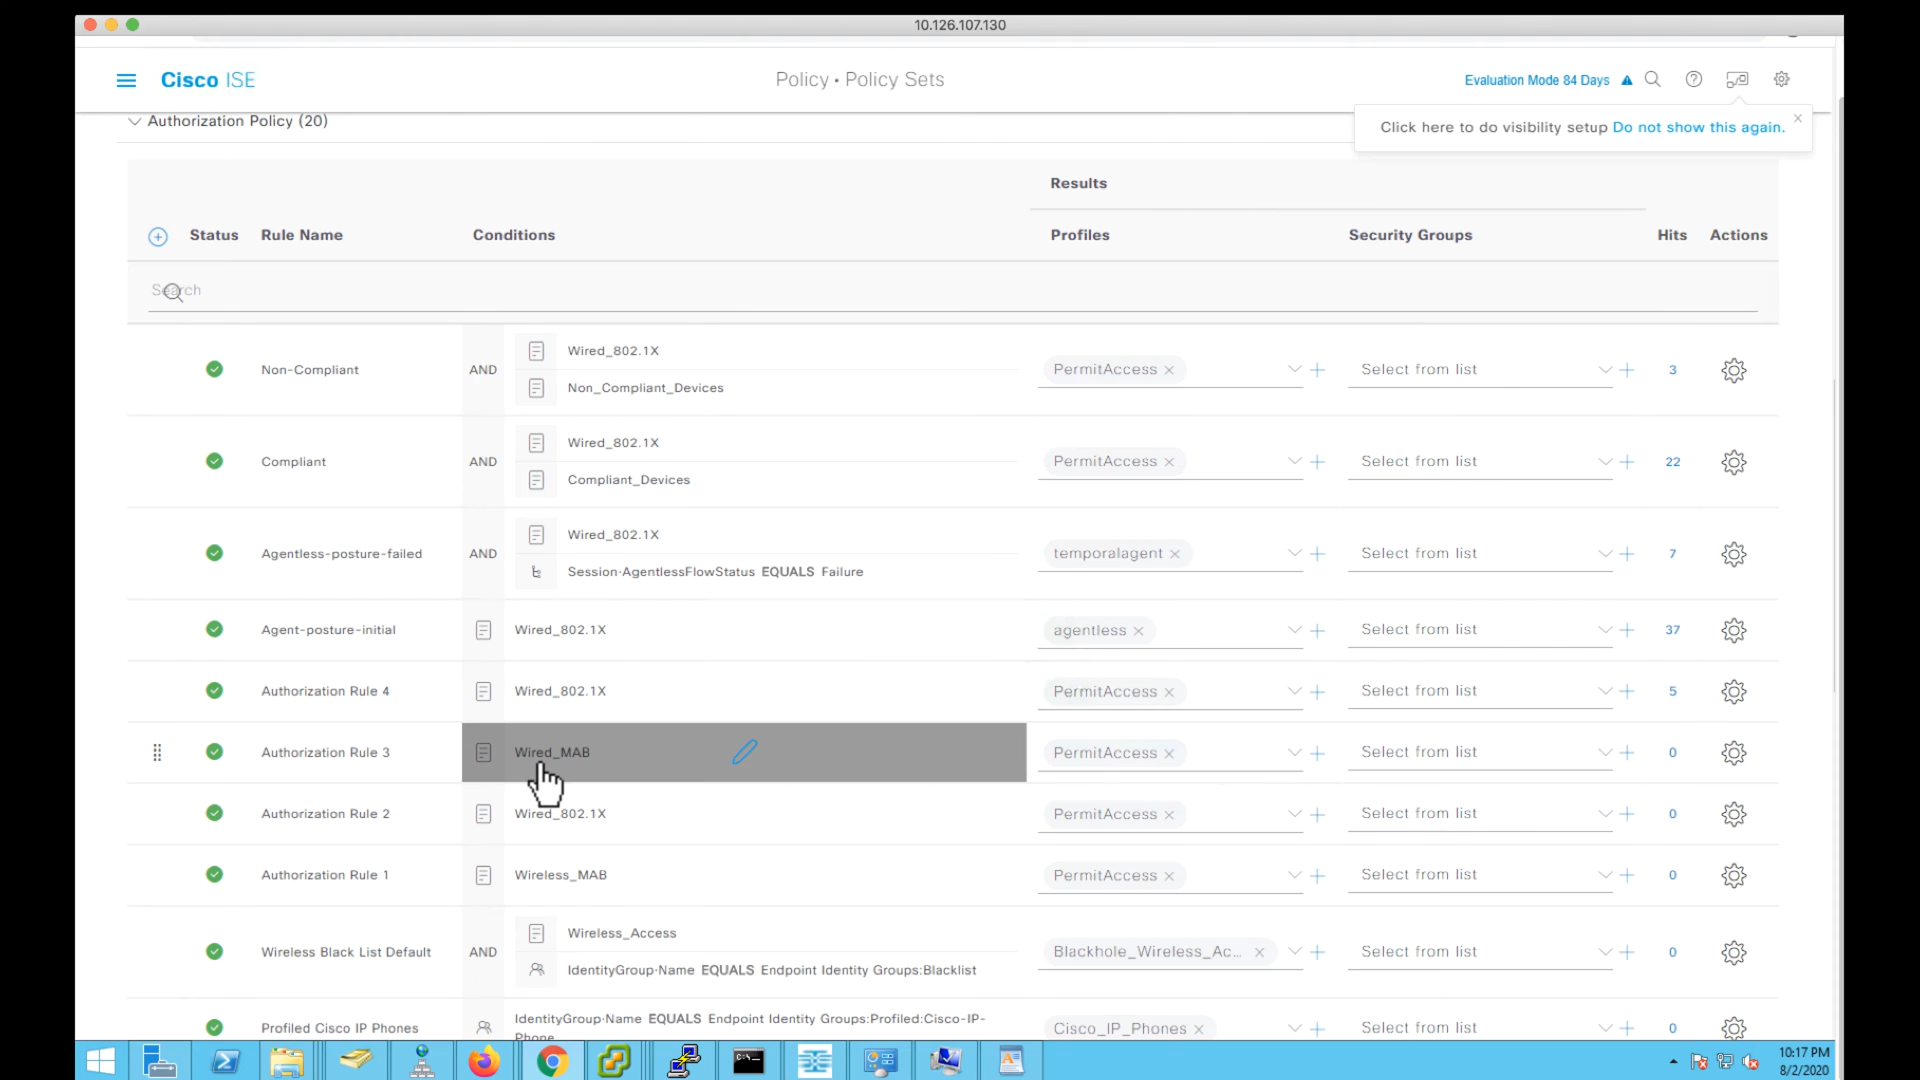 10.126.107.130
Cisco ISE
Policy • Policy Sets
Evaluation Mode 84 Days
Click here to do visibility setup Do not show this again.
Authorization Policy (20)
Results
Status Rule Name Conditions Profiles Security Groups Hits Actions
Search
Wired_802.1X
Non-Compliant AND PermitAccess Select from list 3
Non_Compliant_Devices
Wired_802.1X
Compliant AND PermitAccess Select from list 22
Compliant_Devices
Wired_802.1X
Agentless-posture-failed AND temporalagent Select from list 7
Session·AgentlessFlowStatus EQUALS Failure
Agent-posture-initial Wired_802.1X agentless Select from list 37
Authorization Rule 4 Wired_802.1X PermitAccess Select from list 5
Authorization Rule 3 Wired_MAB PermitAccess Select from list 0
Authorization Rule 2 Wired_802.1X PermitAccess Select from list 0
Authorization Rule 1 Wireless_MAB PermitAccess Select from list 0
Wireless_Access
Wireless Black List Default AND Blackhole_Wireless_Ac... Select from list 0
IdentityGroup·Name EQUALS Endpoint Identity Groups:Blacklist
IdentityGroup·Name EQUALS Endpoint Identity Groups:Profiled:Cisco-IP-
Profiled Cisco IP Phones Cisco_IP_Phones Select from list 0
Phone
10:17 PM
8/2/2020